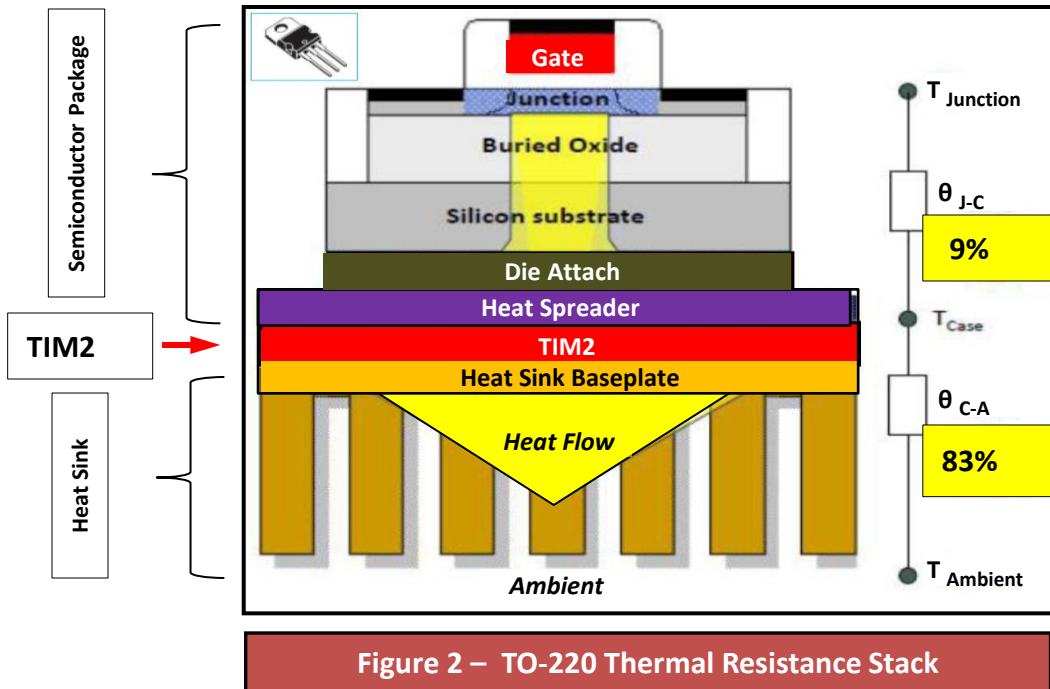 Semiconductor Package
TIM2
Heat Sink
Gate
Junction
Buried Oxide
Silicon substrate
Die Attach
Heat Spreader
TIM2
Heat Sink Baseplate
Heat Flow
Ambient
T Junction
θ J-C
9%
TCase
θ C-A
83%
T Ambient
Figure 2 – TO-220 Thermal Resistance Stack